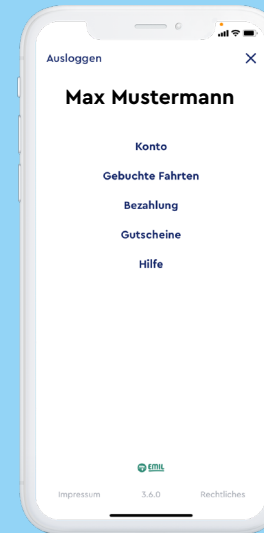 Ausloggen
Max Mustermann
Konto
Gebuchte Fahrten
Bezahlung
Gutscheine
Hilfe
EMIL
Impressum 3.6.0 Rechtliches